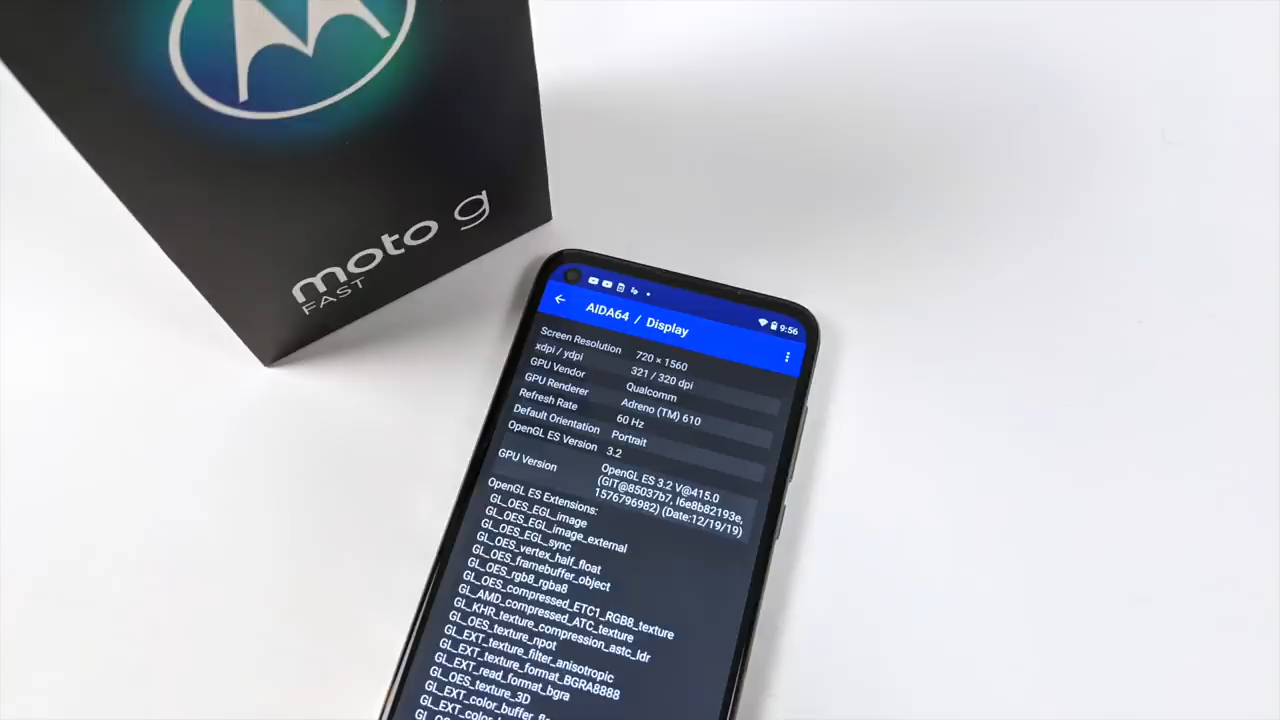 moto g
FAST
9:56
AIDA64 / Display
Screen Resolution 720 × 1560
xdpi / ydpi 321 / 320 dpi
GPU Vendor Qualcomm
GPU Renderer Adreno (TM) 610
Refresh Rate 60 Hz
Default Orientation Portrait
OpenGL ES Version 3.2
GPU Version OpenGL ES 3.2 V@415.0
(GIT@85037b7, I6e8b82193e,
1576796982) (Date:12/19/19)
OpenGL ES Extensions:
GL_OES_EGL_image
GL_OES_EGL_image_external
GL_OES_EGL_sync
GL_OES_vertex_half_float
GL_OES_framebuffer_object
GL_OES_rgb8_rgba8
GL_OES_compressed_ETC1_RGB8_texture
GL_AMD_compressed_ATC_texture
GL_KHR_texture_compression_astc_ldr
GL_OES_texture_npot
GL_EXT_texture_filter_anisotropic
GL_EXT_texture_format_BGRA8888
GL_EXT_read_format_bgra
GL_OES_texture_3D